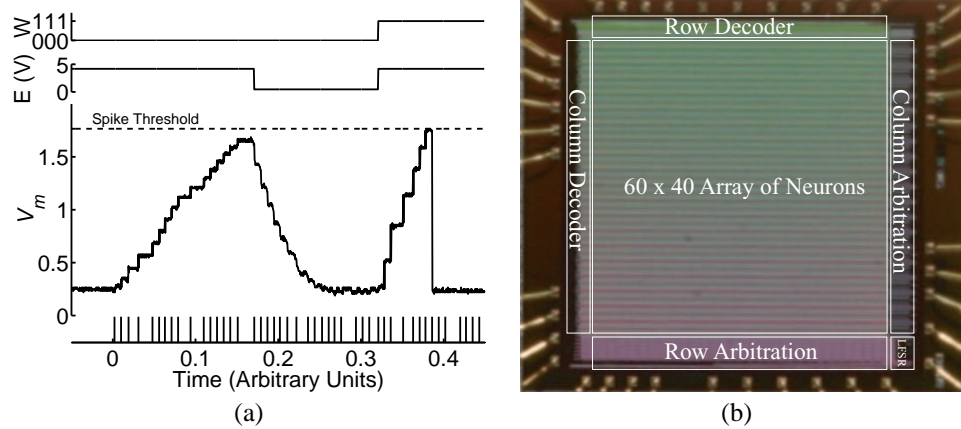 W
111
000
E (V)
5
0
Spike Threshold
Vm
1.5
1
0.5
0
0 0.1 0.2 0.3 0.4
Time (Arbitrary Units)
(a)
Row Decoder
Column Decoder
60 x 40 Array of Neurons
Column Arbitration
Row Arbitration
LFSR
(b)